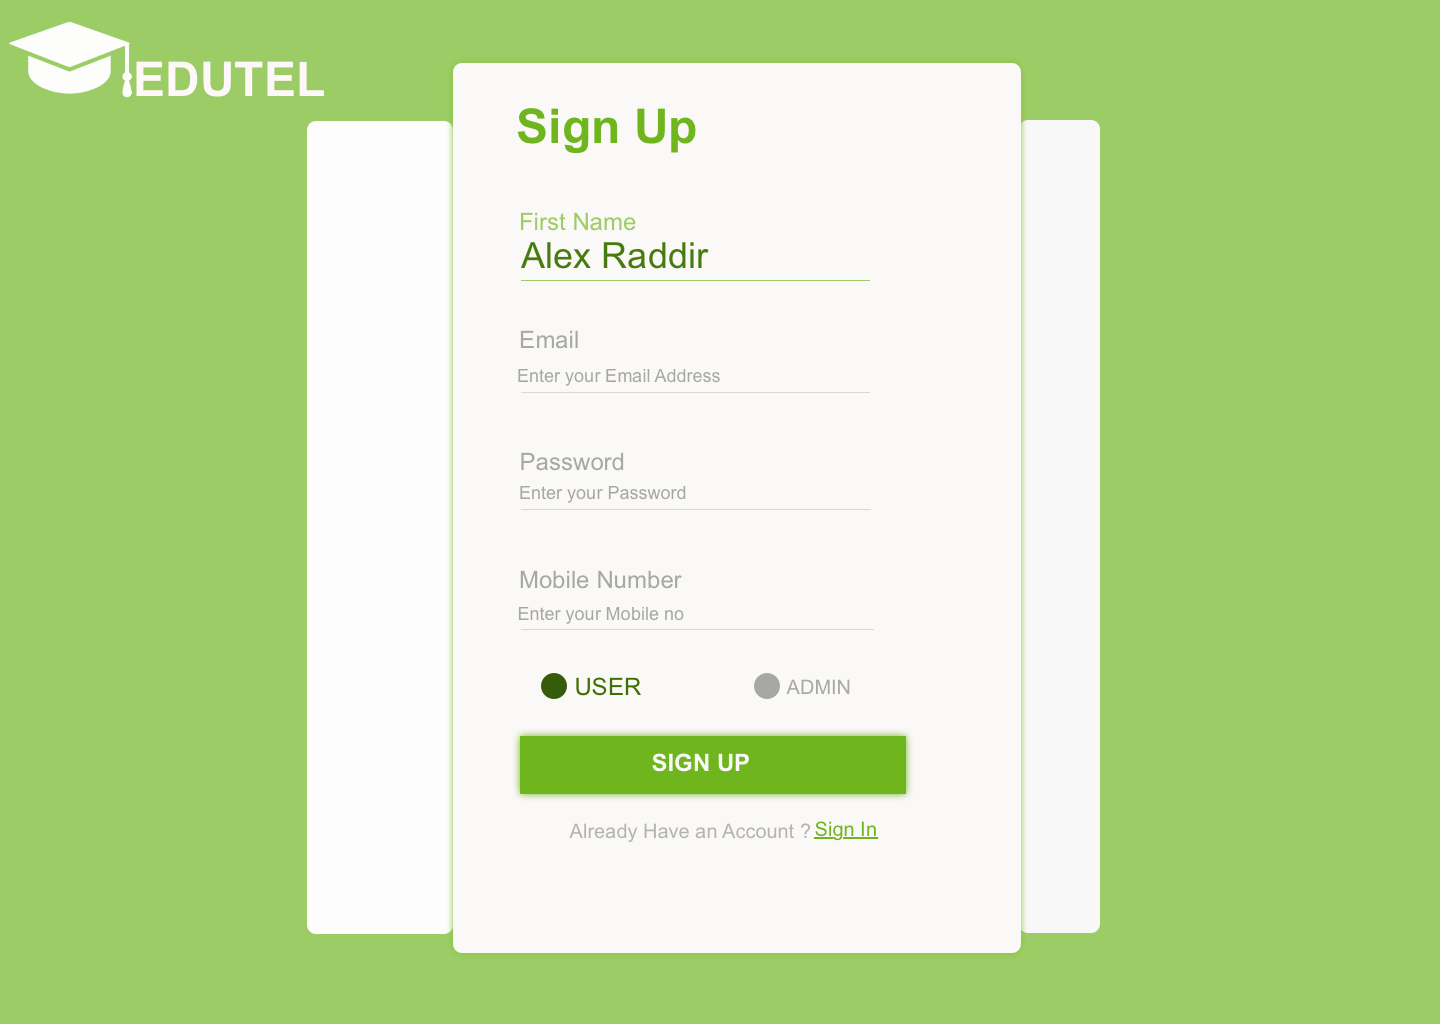 EDUTEL
Sign Up
First Name
Alex Raddir
Email
Enter your Email Address
Password
Enter your Password
Mobile Number
Enter your Mobile no
USER ADMIN
SIGN UP
Already Have an Account ? Sign In